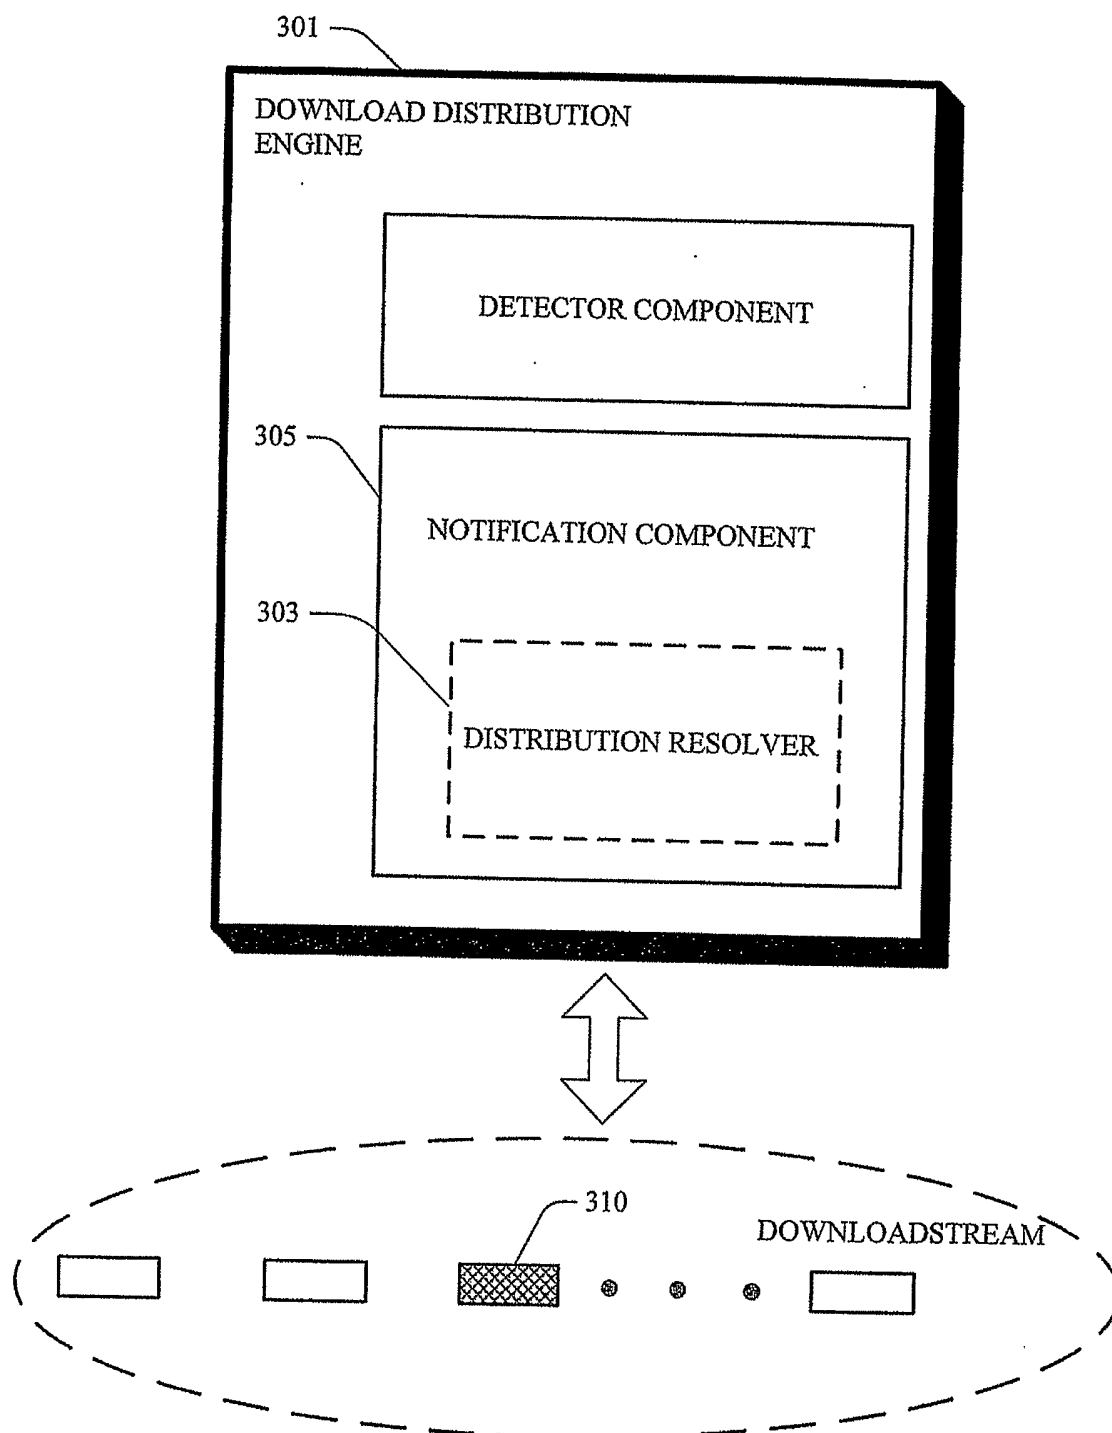 301
DOWNLOAD DISTRIBUTION
ENGINE
DETECTOR COMPONENT
305
NOTIFICATION COMPONENT
303
DISTRIBUTION RESOLVER
310
DOWNLOADSTREAM